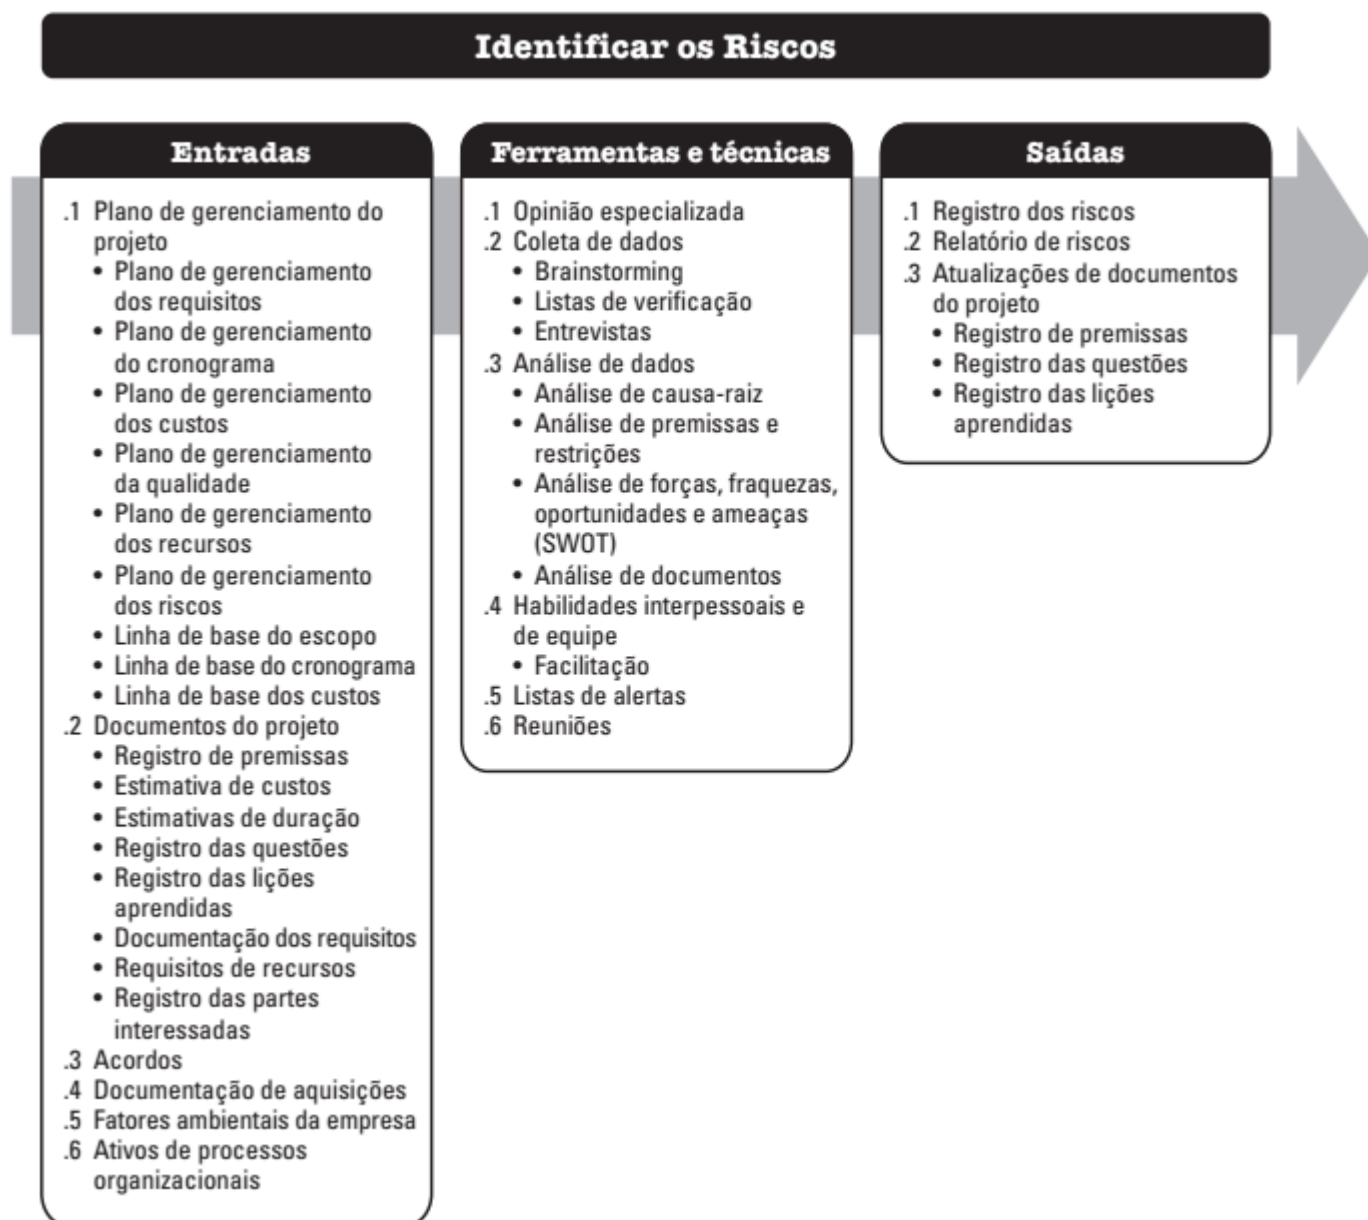 Identificar os Riscos
Entradas
.1 Plano de gerenciamento do
projeto
• Plano de gerenciamento
dos requisitos
• Plano de gerenciamento
do cronograma
• Plano de gerenciamento
dos custos
• Plano de gerenciamento
da qualidade
• Plano de gerenciamento
dos recursos
• Plano de gerenciamento
dos riscos
• Linha de base do escopo
• Linha de base do cronograma
• Linha de base dos custos
.2 Documentos do projeto
• Registro de premissas
• Estimativa de custos
• Estimativas de duração
• Registro das questões
• Registro das lições
aprendidas
• Documentação dos requisitos
• Requisitos de recursos
• Registro das partes
interessadas
.3 Acordos
.4 Documentação de aquisições
.5 Fatores ambientais da empresa
.6 Ativos de processos
organizacionais
Ferramentas e técnicas
.1 Opinião especializada
.2 Coleta de dados
• Brainstorming
• Listas de verificação
• Entrevistas
.3 Análise de dados
• Análise de causa-raiz
• Análise de premissas e
restrições
• Análise de forças, fraquezas,
oportunidades e ameaças
(SWOT)
• Análise de documentos
.4 Habilidades interpessoais e
de equipe
• Facilitação
.5 Listas de alertas
.6 Reuniões
Saídas
.1 Registro dos riscos
.2 Relatório de riscos
.3 Atualizações de documentos
do projeto
• Registro de premissas
• Registro das questões
• Registro das lições
aprendidas